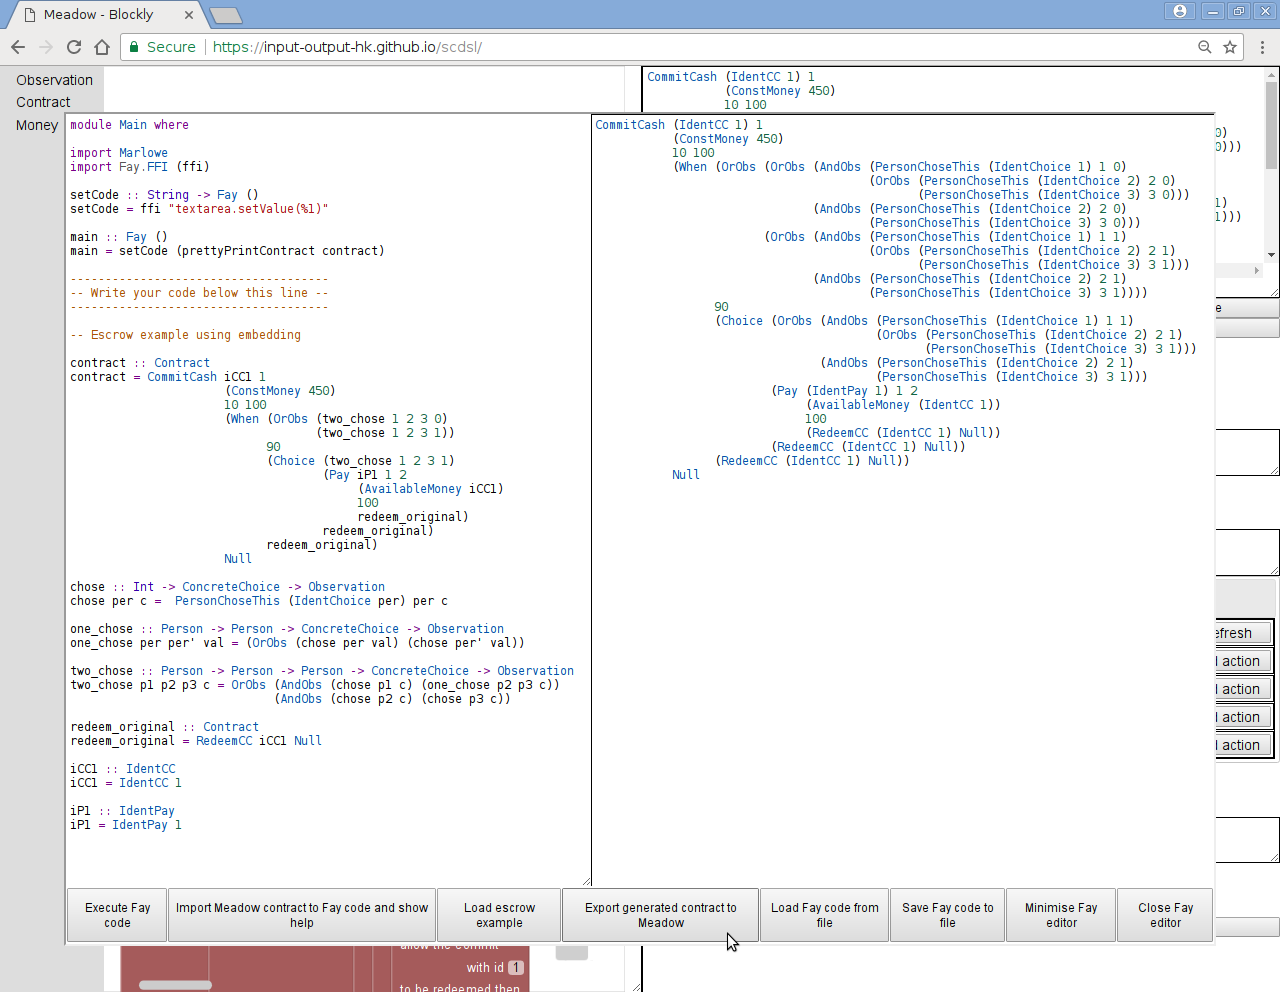 Meadow - Blockly
Secure
https://input-output-hk.github.io/scdsl/
Observation
Contract
Money
CommitCash (IdentCC 1) 1
(ConstMoney 450)
10 100
0)
0)))
1)
1)))
e
efresh
l action
l action
l action
l action
module Main where
import Marlowe
import Fay.FFI (ffi)
setCode :: String -> Fay ()
setCode = ffi "textarea.setValue(%1)"
main :: Fay ()
main = setCode (prettyPrintContract contract)
-------------------------------------
-- Write your code below this line --
-------------------------------------
-- Escrow example using embedding
contract :: Contract
contract = CommitCash iCC1 1
(ConstMoney 450)
10 100
(When (OrObs (two_chose 1 2 3 0)
(two_chose 1 2 3 1))
90
(Choice (two_chose 1 2 3 1)
(Pay iP1 1 2
(AvailableMoney iCC1)
100
redeem_original)
redeem_original)
redeem_original)
Null
chose :: Int -> ConcreteChoice -> Observation
chose per c =  PersonChoseThis (IdentChoice per) per c
one_chose :: Person -> Person -> ConcreteChoice -> Observation
one_chose per per' val = (OrObs (chose per val) (chose per' val))
two_chose :: Person -> Person -> Person -> ConcreteChoice -> Observation
two_chose p1 p2 p3 c = OrObs (AndObs (chose p1 c) (one_chose p2 p3 c))
(AndObs (chose p2 c) (chose p3 c))
redeem_original :: Contract
redeem_original = RedeemCC iCC1 Null
iCC1 :: IdentCC
iCC1 = IdentCC 1
iP1 :: IdentPay
iP1 = IdentPay 1
CommitCash (IdentCC 1) 1
(ConstMoney 450)
10 100
(When (OrObs (OrObs (AndObs (PersonChoseThis (IdentChoice 1) 1 0)
(OrObs (PersonChoseThis (IdentChoice 2) 2 0)
(PersonChoseThis (IdentChoice 3) 3 0)))
(AndObs (PersonChoseThis (IdentChoice 2) 2 0)
(PersonChoseThis (IdentChoice 3) 3 0)))
(OrObs (AndObs (PersonChoseThis (IdentChoice 1) 1 1)
(OrObs (PersonChoseThis (IdentChoice 2) 2 1)
(PersonChoseThis (IdentChoice 3) 3 1)))
(AndObs (PersonChoseThis (IdentChoice 2) 2 1)
(PersonChoseThis (IdentChoice 3) 3 1))))
90
(Choice (OrObs (AndObs (PersonChoseThis (IdentChoice 1) 1 1)
(OrObs (PersonChoseThis (IdentChoice 2) 2 1)
(PersonChoseThis (IdentChoice 3) 3 1)))
(AndObs (PersonChoseThis (IdentChoice 2) 2 1)
(PersonChoseThis (IdentChoice 3) 3 1)))
(Pay (IdentPay 1) 1 2
(AvailableMoney (IdentCC 1))
100
(RedeemCC (IdentCC 1) Null))
(RedeemCC (IdentCC 1) Null))
(RedeemCC (IdentCC 1) Null))
Null
Execute Fay
code
Import Meadow contract to Fay code and show
help
Load escrow
example
Export generated contract to
Meadow
Load Fay code from
file
Save Fay code to
file
Minimise Fay
editor
Close Fay
editor
allow the commit
with id 1
to be redeemed then